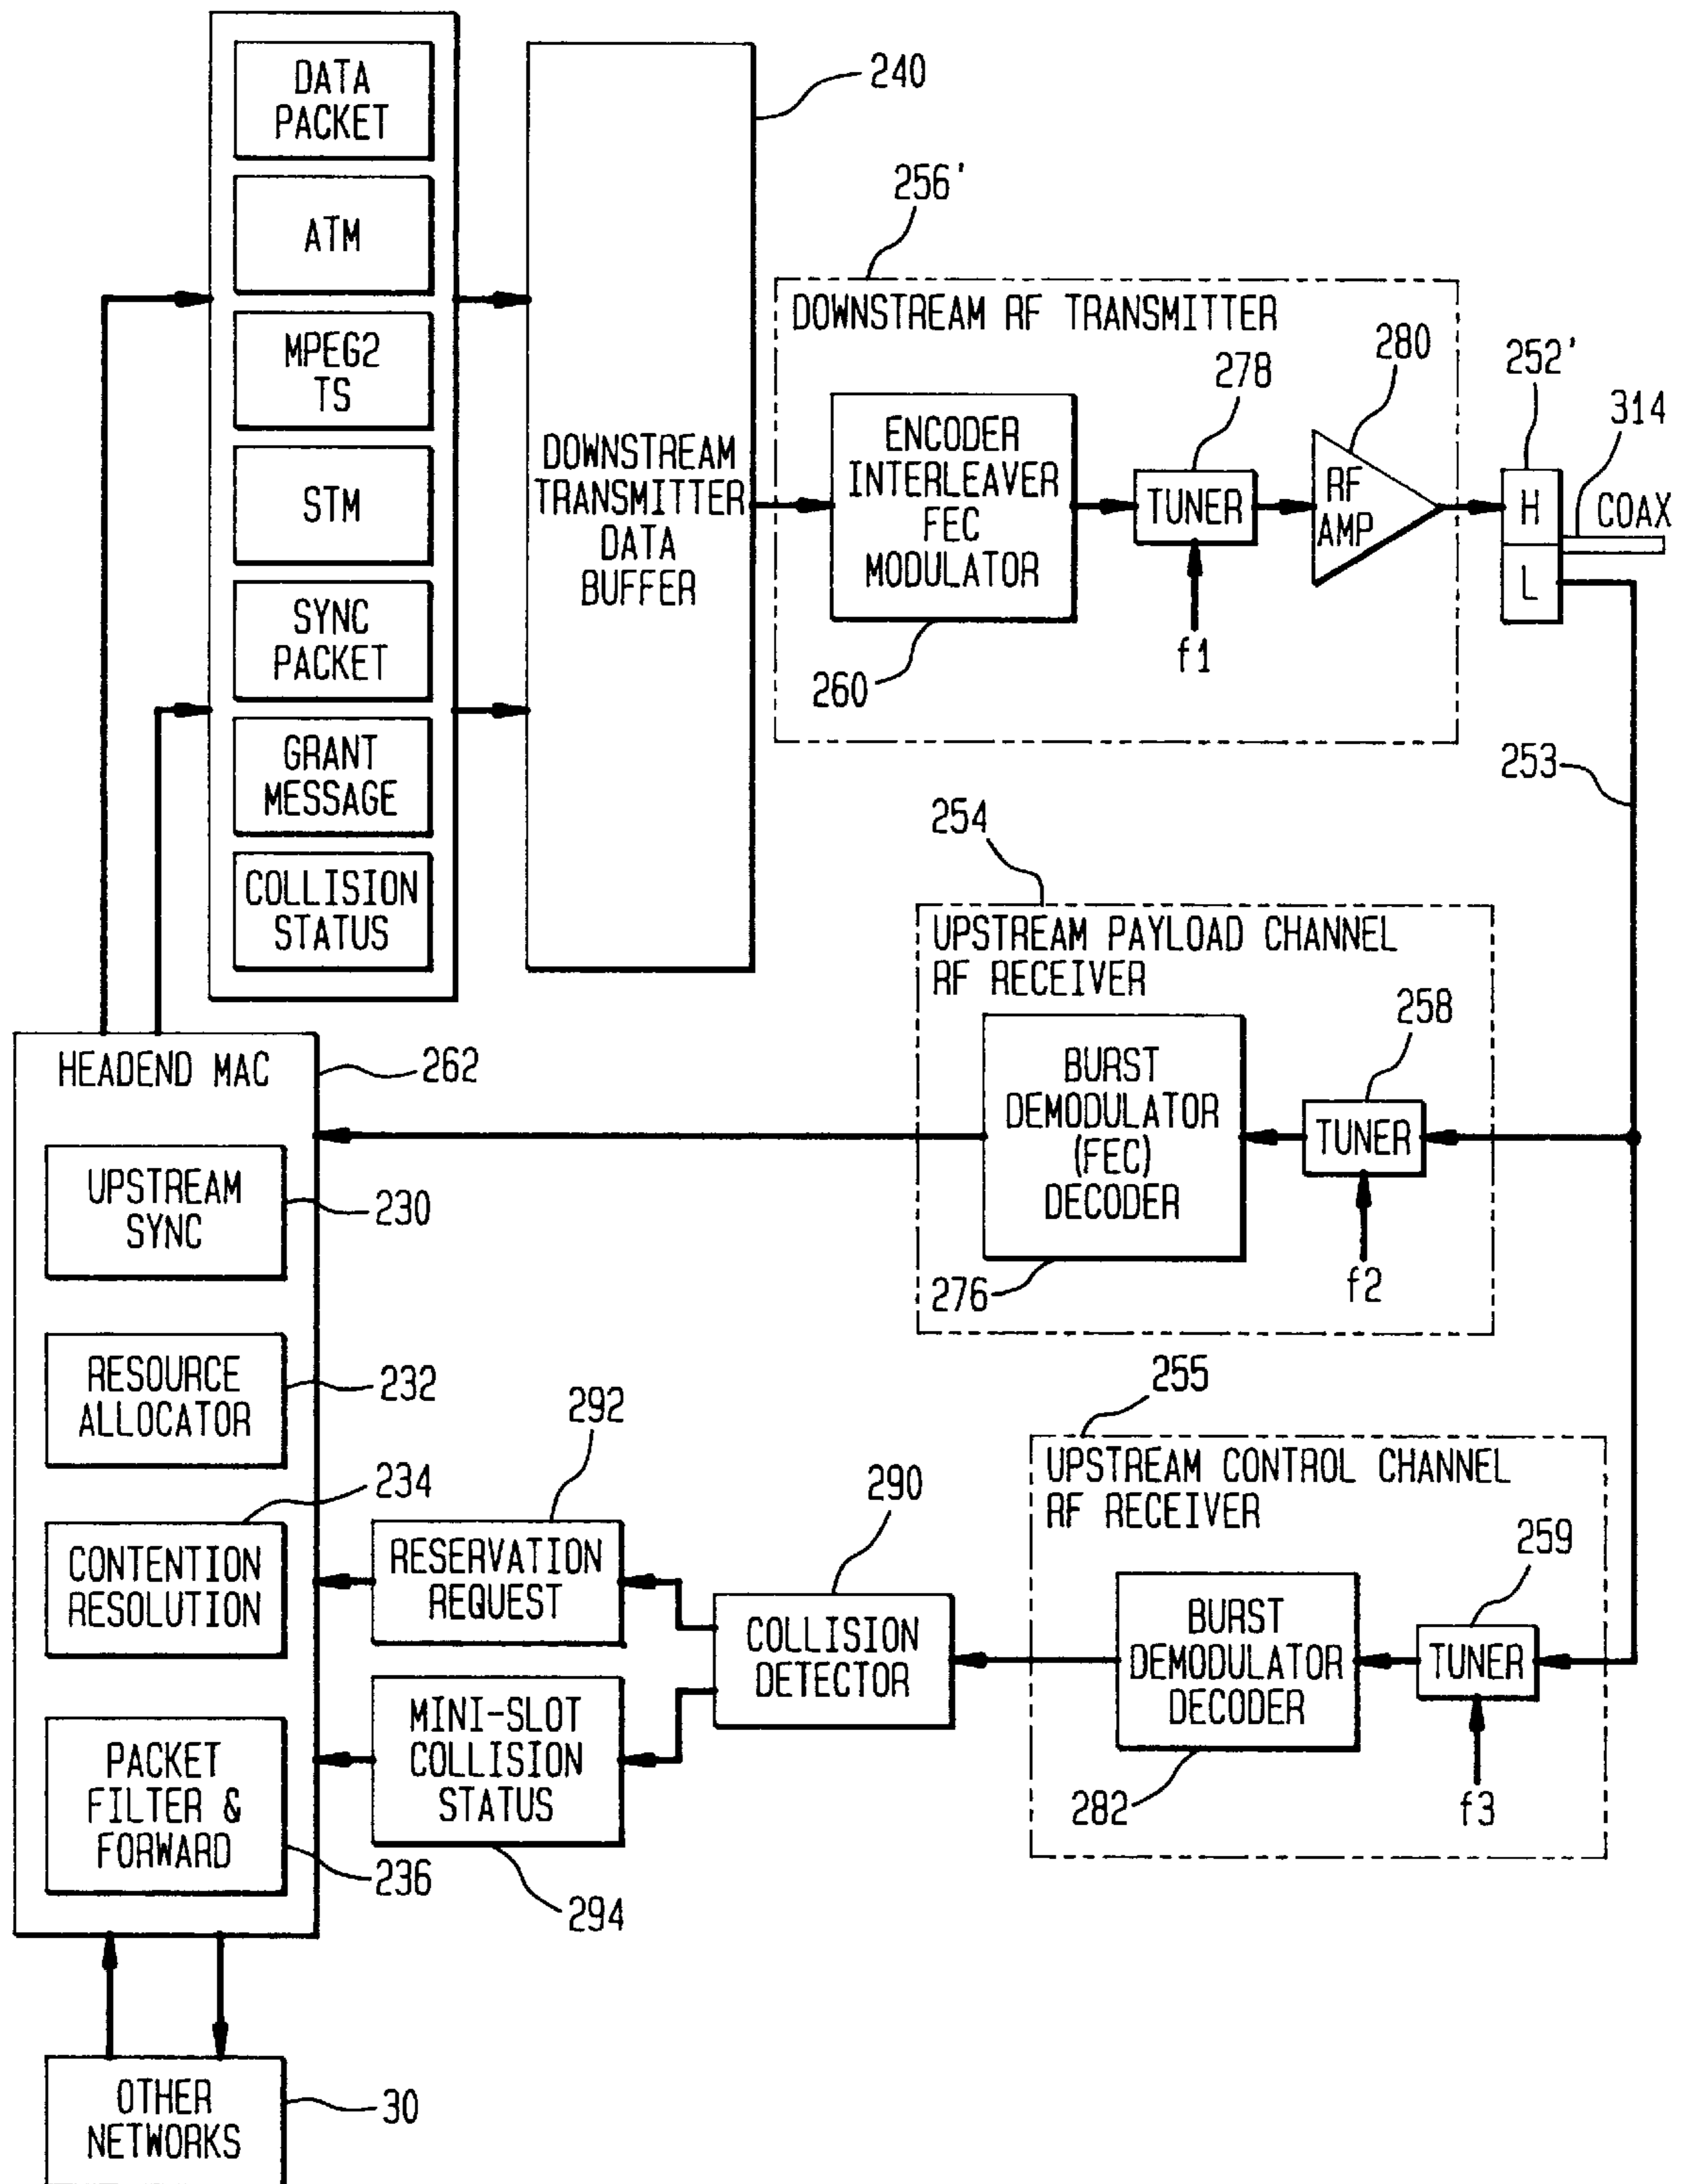 DATA
PACKET
ATM
MPEG2
TS
STM
SYNC
PACKET
GRANT
MESSAGE
COLLISION
STATUS
DOWNSTREAM
TRANSMITTER
DATA
BUFFER
240
256'
DOWNSTREAM RF TRANSMITTER
ENCODER
INTERLEAVER
FEC
MODULATOR
260
278
TUNER
f1
280
RF
AMP
252'
H
L
314
COAX
253
254
UPSTREAM PAYLOAD CHANNEL
RF RECEIVER
BURST
DEMODULATOR
(FEC)
DECODER
276
258
TUNER
f2
HEADEND MAC
262
UPSTREAM
SYNC
230
RESOURCE
ALLOCATOR
232
234
CONTENTION
RESOLUTION
PACKET
FILTER &
FORWARD
236
292
RESERVATION
REQUEST
MINI-SLOT
COLLISION
STATUS
294
290
COLLISION
DETECTOR
255
UPSTREAM CONTROL CHANNEL
RF RECEIVER
BURST
DEMODULATOR
DECODER
282
259
TUNER
f3
OTHER
NETWORKS
30